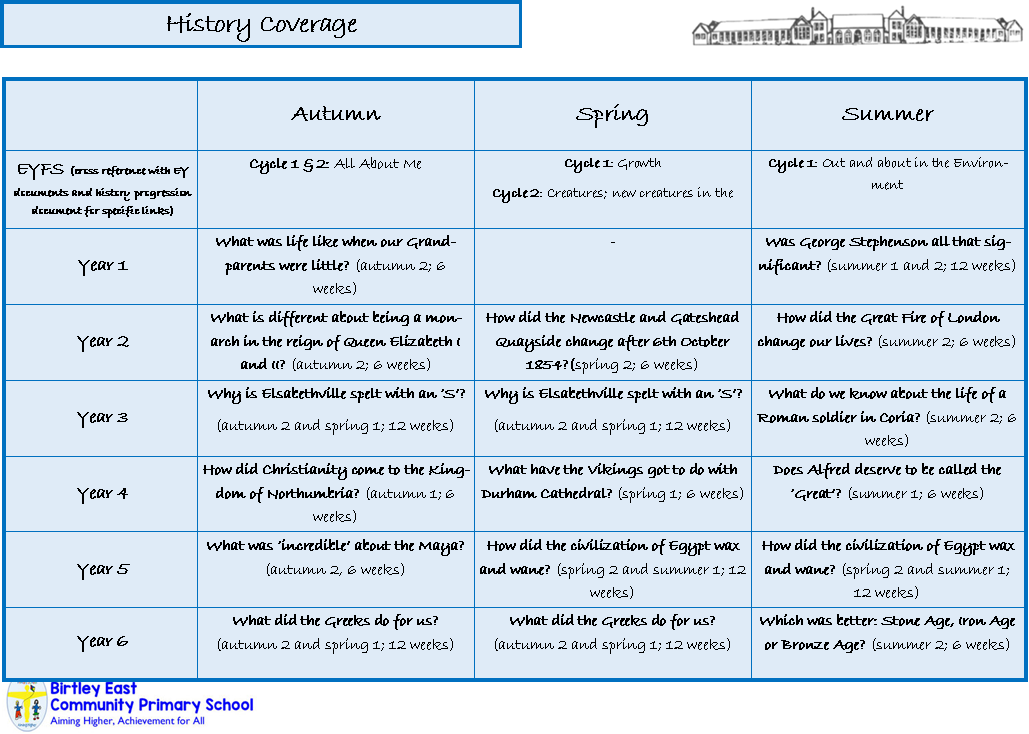 History Coverage
Autumn
Spring
Summer
EYFS (cross reference with EY
documents and history progression
document for specific links)
Cycle 1 & 2: All About Me
Cycle 1: Growth
Cycle 2: Creatures; new creatures in the
Cycle 1: Out and about in the Environ-
ment
Year 1
What was life like when our Grand-
parents were little? (autumn 2; 6
weeks)
-
Was George Stephenson all that sig-
nificant? (summer 1 and 2; 12 weeks)
Year 2
What is different about being a mon-
arch in the reign of Queen Elizabeth I
and II? (autumn 2; 6 weeks)
How did the Newcastle and Gateshead
Quayside change after 6th October
1854? (spring 2; 6 weeks)
How did the Great Fire of London
change our lives? (summer 2; 6 weeks)
Year 3
Why is Elsabethville spelt with an 'S'?
(autumn 2 and spring 1; 12 weeks)
Why is Elsabethville spelt with an 'S'?
(autumn 2 and spring 1; 12 weeks)
What do we know about the life of a
Roman soldier in Coria? (summer 2; 6
weeks)
Year 4
How did Christianity come to the King-
dom of Northumbria? (autumn 1; 6
weeks)
What have the Vikings got to do with
Durham Cathedral? (spring 1; 6 weeks)
Does Alfred deserve to be called the
'Great'? (summer 1; 6 weeks)
Year 5
What was 'incredible' about the Maya?
(autumn 2, 6 weeks)
How did the civilization of Egypt wax
and wane? (spring 2 and summer 1; 12
weeks)
How did the civilization of Egypt wax
and wane? (spring 2 and summer 1;
12 weeks)
Year 6
What did the Greeks do for us?
(autumn 2 and spring 1; 12 weeks)
What did the Greeks do for us?
(autumn 2 and spring 1; 12 weeks)
Which was better: Stone Age, Iron Age
or Bronze Age? (summer 2; 6 weeks)
Birtley East
Community Primary School
Aiming Higher, Achievement for All